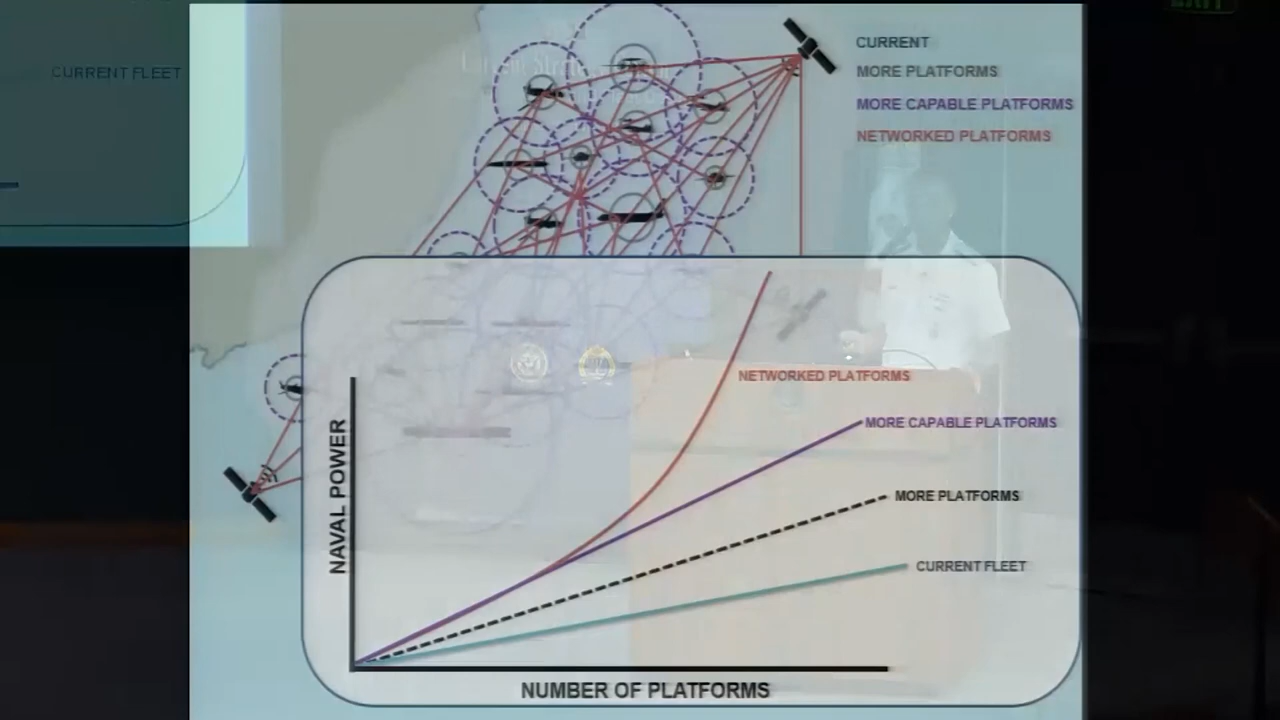 CURRENT FLEET
CURRENT
MORE PLATFORMS
MORE CAPABLE PLATFORMS
NETWORKED PLATFORMS
NETWORKED PLATFORMS
MORE CAPABLE PLATFORMS
MORE PLATFORMS
CURRENT FLEET
NAVAL POWER
NUMBER OF PLATFORMS